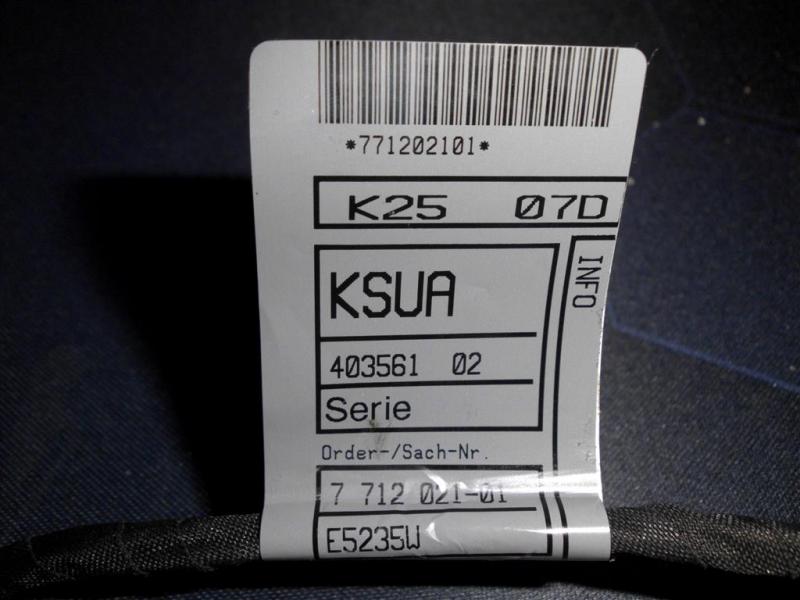 *771202101*
K25 07D
INFO
KSUA
403561 02
Serie
Order-/Sach-Nr.
7 712 021-01
E5235W